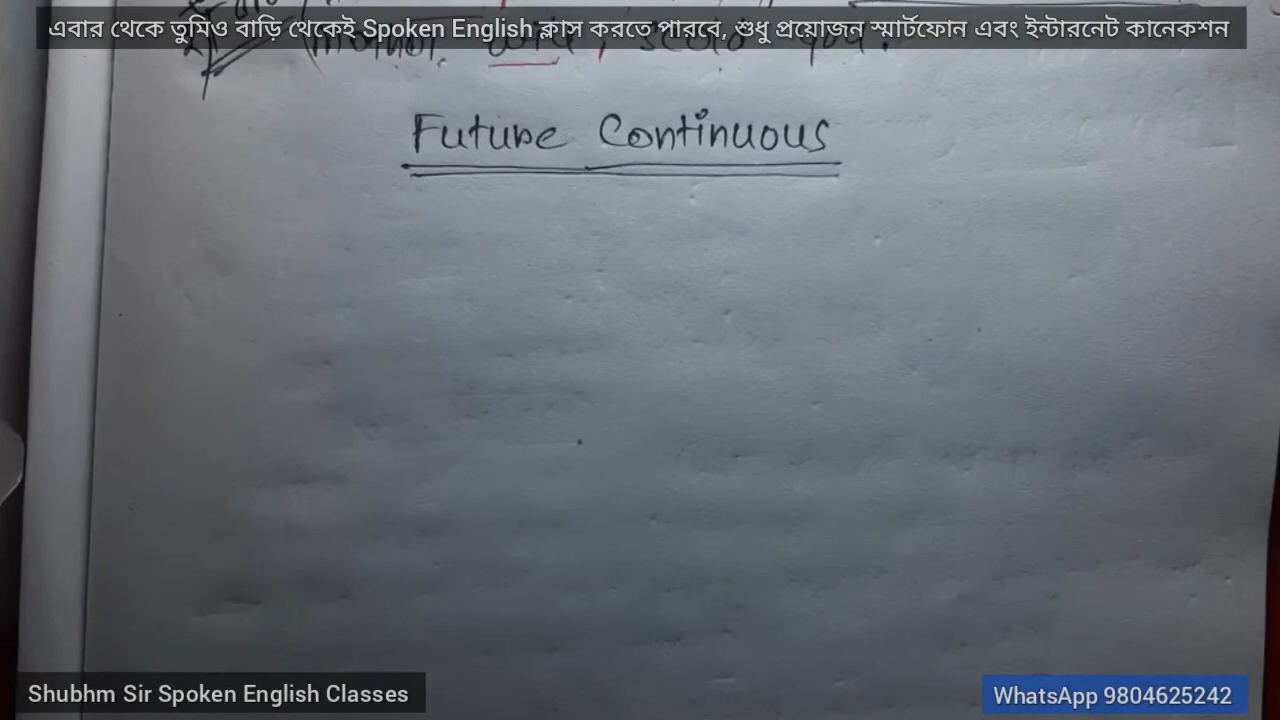 এবার থেকে তুমিও বাড়ি থেকেই Spoken English ক্লাস করতে পারবে, শুধু প্রয়োজন স্মার্টফোন এবং ইন্টারনেট কানেকশন
Future Continuous
Shubhm Sir Spoken English Classes
WhatsApp 9804625242